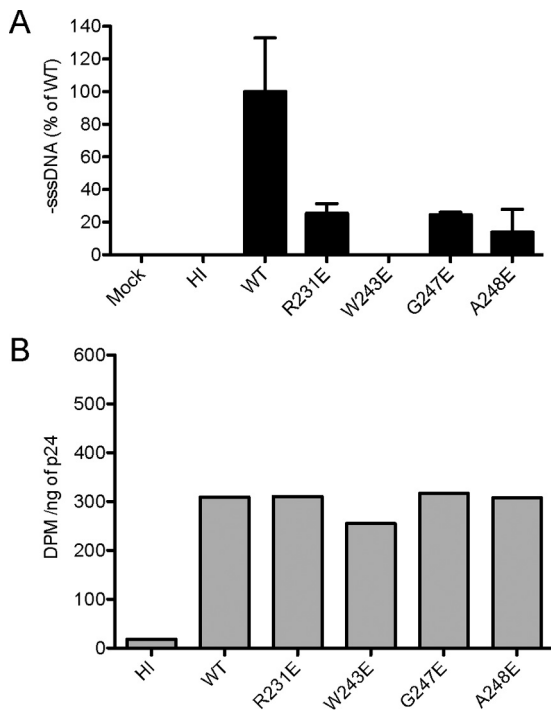 A
-sssDNA (% of WT)
140
120
100
80
60
40
20
0
Mock
HI
WT
R231E
W243E
G247E
A248E
B
DPM /ng of p24
600
500
400
300
200
100
0
HI
WT
R231E
W243E
G247E
A248E